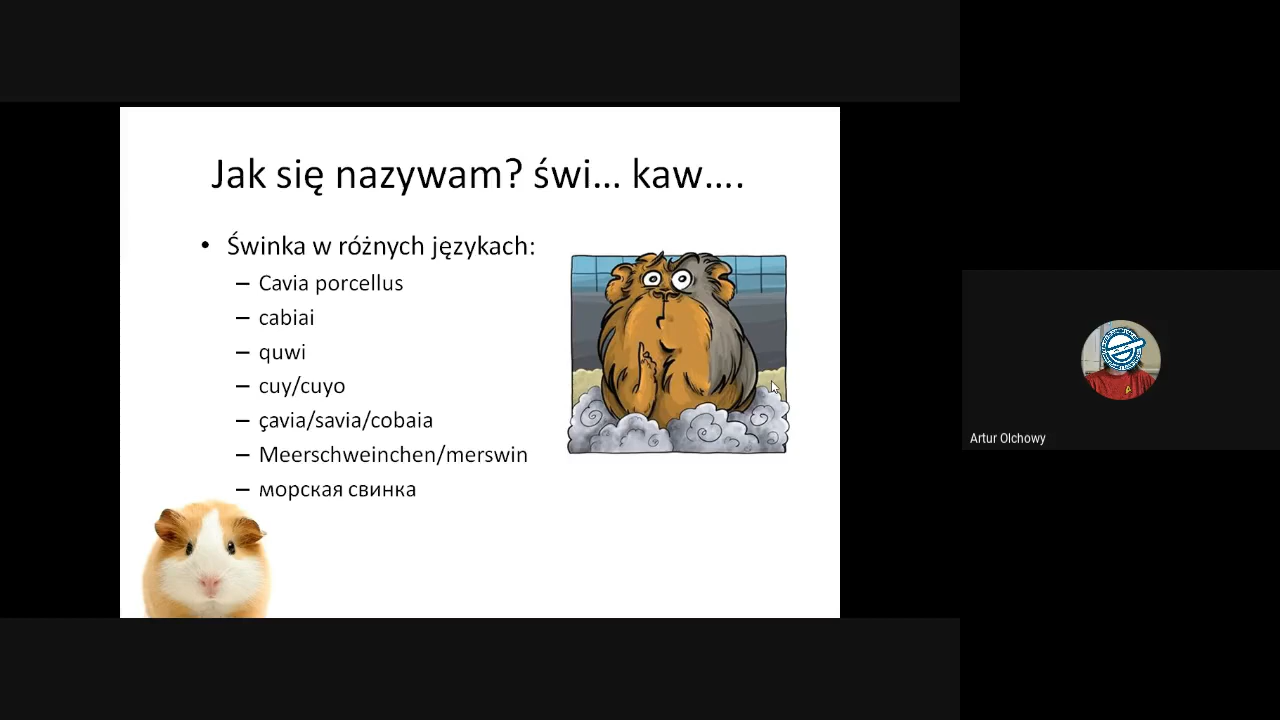 Jak się nazywam? świ... kaw....
• Świnka w różnych językach:
– Cavia porcellus
– cabiai
– quwi
– cuy/cuyo
– çavia/savia/cobaia
– Meerschweinchen/merswin
– морская свинка
Artur Olchowy